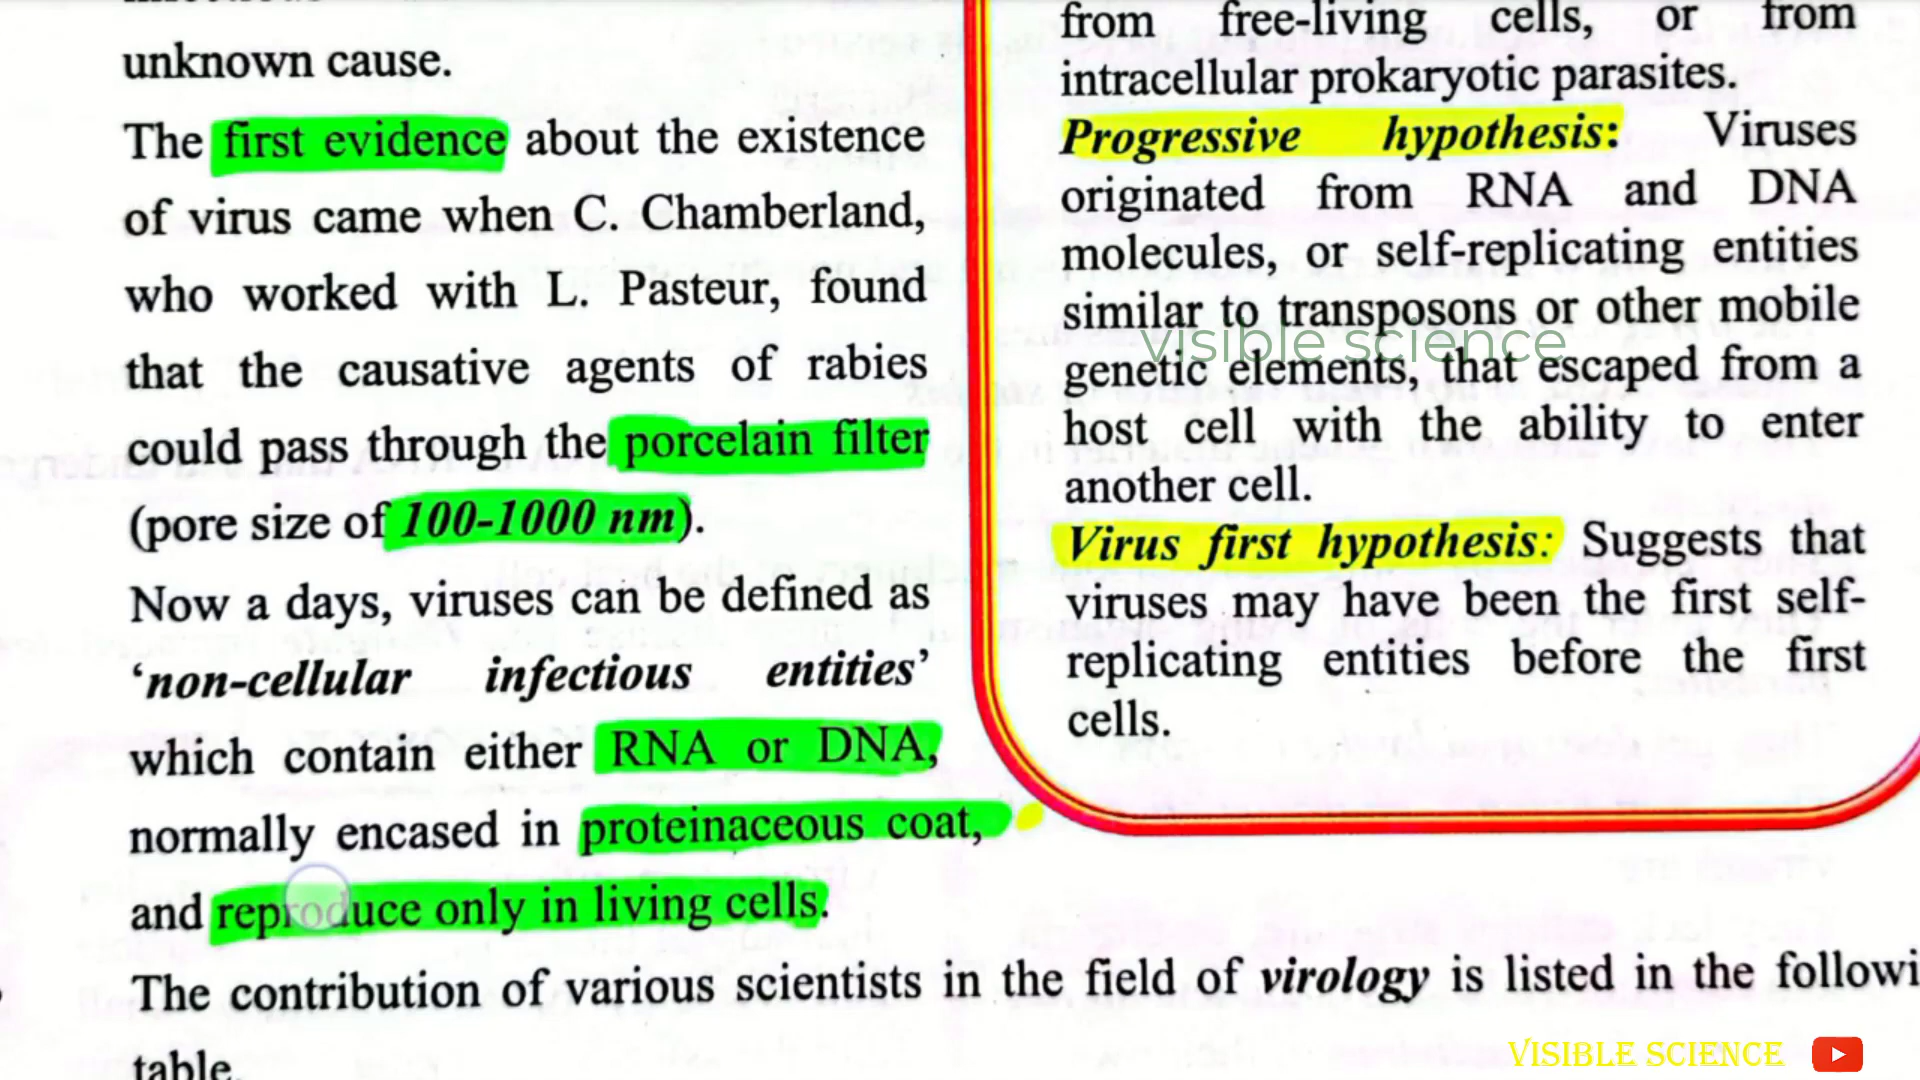 unknown cause.
The first evidence about the existence
of virus came when C. Chamberland,
who worked with L. Pasteur, found
that the causative agents of rabies
could pass through the porcelain filter
(pore size of 100-1000 nm).
Now a days, viruses can be defined as
‘non-cellular infectious entities’
which contain either RNA or DNA,
normally encased in proteinaceous coat,
and reproduce only in living cells.
from free-living cells, or from
intracellular prokaryotic parasites.
Progressive hypothesis: Viruses
originated from RNA and DNA
molecules, or self-replicating entities
similar to transposons or other mobile
genetic elements, that escaped from a
host cell with the ability to enter
another cell.
Virus first hypothesis: Suggests that
viruses may have been the first self-
replicating entities before the first
cells.
visible science
The contribution of various scientists in the field of virology is listed in the followi
table.
VISIBLE SCIENCE